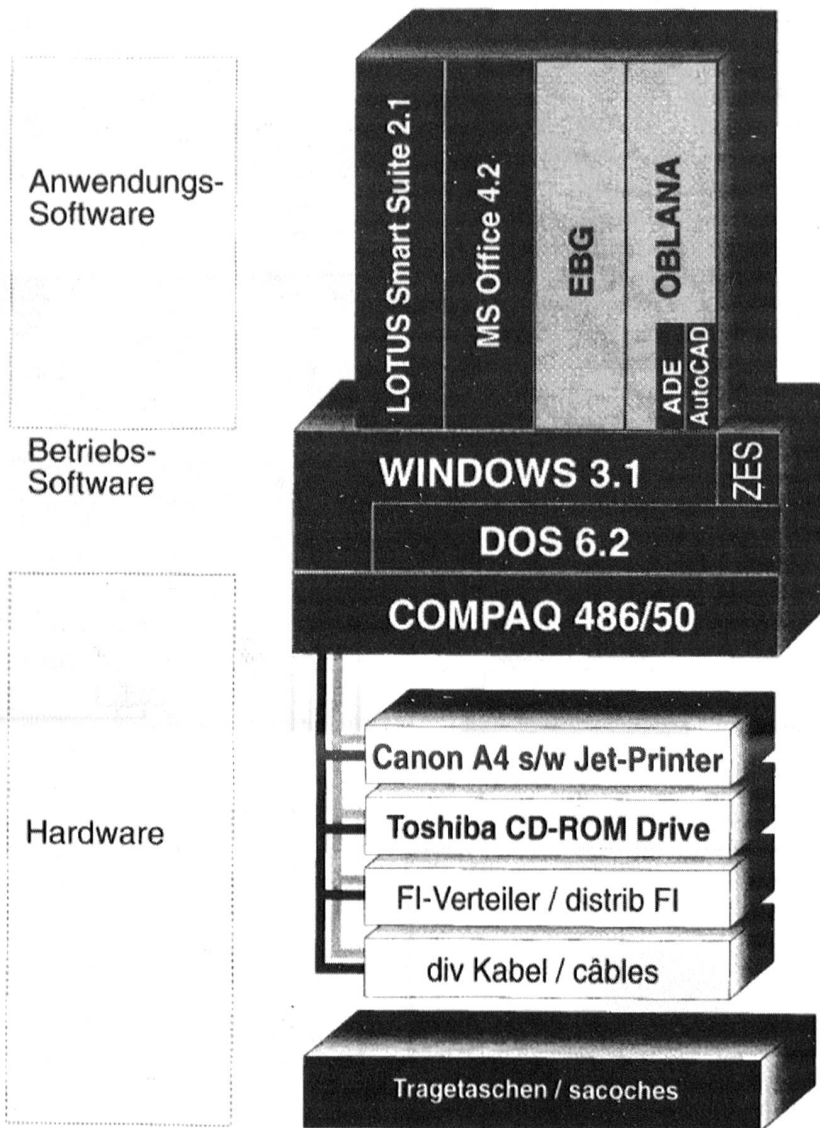 Anwendungs-
Software
LOTUS Smart Suite 2.1
MS Office 4.2
EBG
OBLANA
ADE
AutoCAD
Betriebs-
Software
WINDOWS 3.1
ZES
DOS 6.2
COMPAQ 486/50
Hardware
Canon A4 s/w Jet-Printer
Toshiba CD-ROM Drive
FI-Verteiler / distrib FI
div Kabel / câbles
Tragetaschen / sacoches